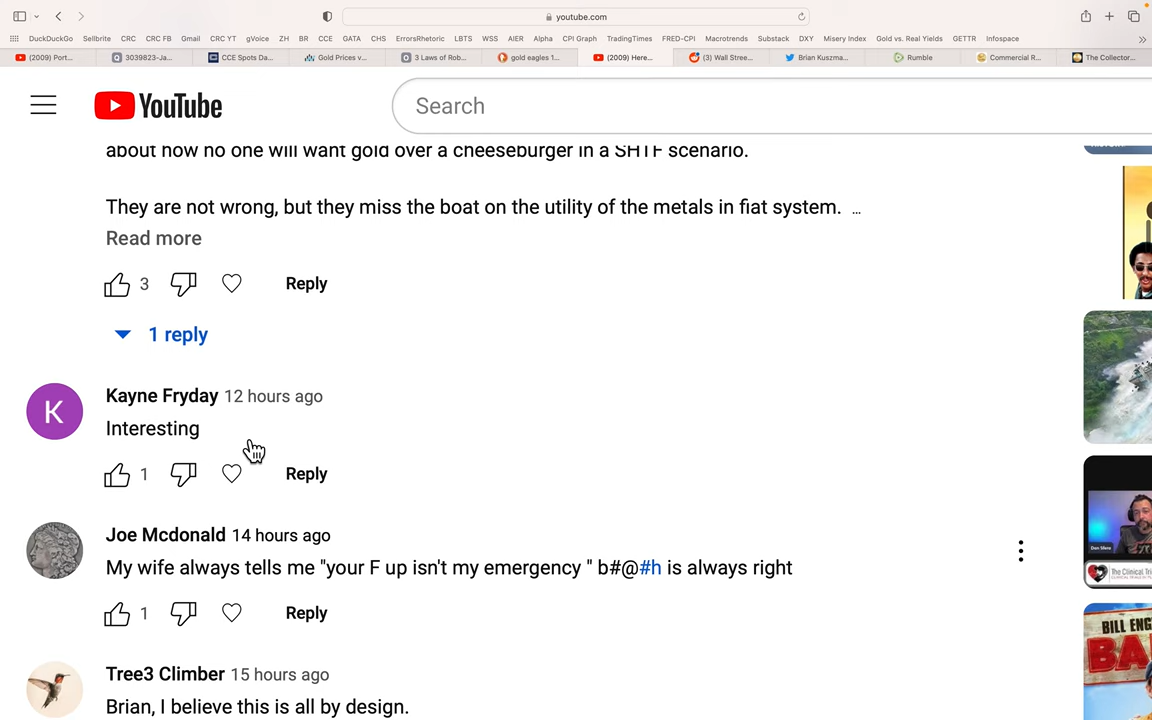 youtube.com
DuckDuckGo Sellbrite CRC CRC FB Gmail CRC YT gVoice ZH BR CCE GATA CHS ErrorsRhetoric LBTS WSS AIER Alpha CPI Graph TradingTimes FRED-CPI Macrotrends Substack DXY Misery Index Gold vs. Real Yields GETTR Infospace
(2009) Port... 3039823-Ja... CCE Spots Da... Gold Prices v... 3 Laws of Rob... gold eagles 1... (2009) Here... (3) Wall Stree... Brian Kuszma... Rumble Commercial R... The Collector...
YouTube
Search
about how no one will want gold over a cheeseburger in a SHTF scenario.
They are not wrong, but they miss the boat on the utility of the metals in fiat system. ...
Read more
3 Reply
1 reply
K
Kayne Fryday 12 hours ago
Interesting
1 Reply
Joe Mcdonald 14 hours ago
My wife always tells me "your F up isn't my emergency " b#@#h is always right
1 Reply
BILL ENG
BA
Tree3 Climber 15 hours ago
Brian, I believe this is all by design.